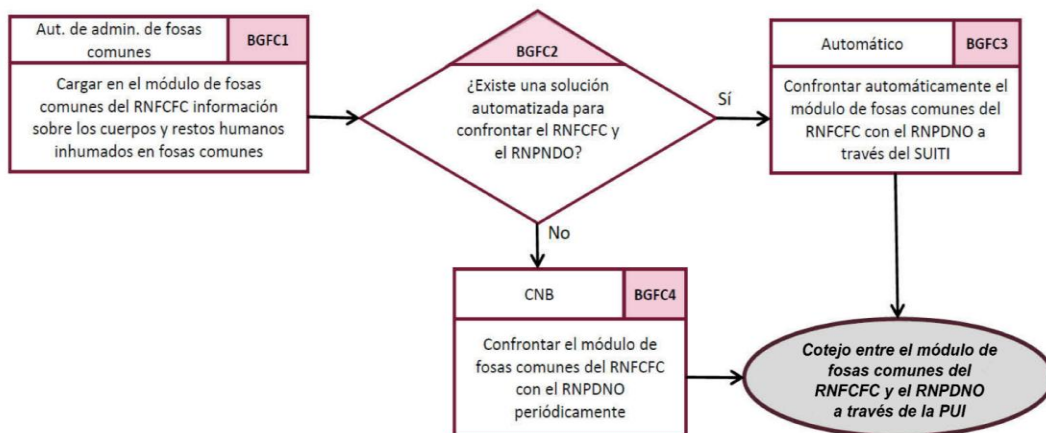 Aut. de admin. de fosas
comunes
BGFC1
Cargar en el módulo de fosas
comunes del RNFCFC información
sobre los cuerpos y restos humanos
inhumados en fosas comunes
BGFC2
¿Existe una solución
automatizada para
confrontar el RNFCFC y
el RNPNDO?
Sí
Automático
BGFC3
Confrontar automáticamente el
módulo de fosas comunes del
RNFCFC con el RNPDNO a
través del SUITI
No
CNB
BGFC4
Confrontar el módulo de
fosas comunes del RNFCFC
con el RNPDNO
periódicamente
Cotejo entre el módulo de
fosas comunes del
RNFCFC y el RNPDNO
a través de la PUI